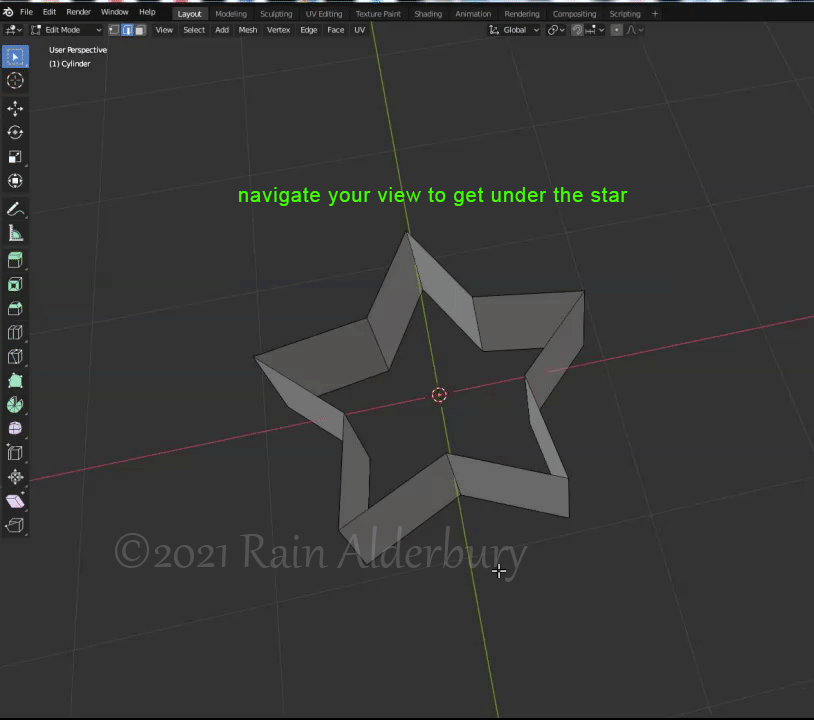 File Edit Render Window Help Layout Modeling Sculpting UV Editing Texture Paint Shading Animation Rendering Compositing Scripting +
Edit Mode View Select Add Mesh Vertex Edge Face UV Global
User Perspective
(1) Cylinder
navigate your view to get under the star
©2021 Rain Alderbury